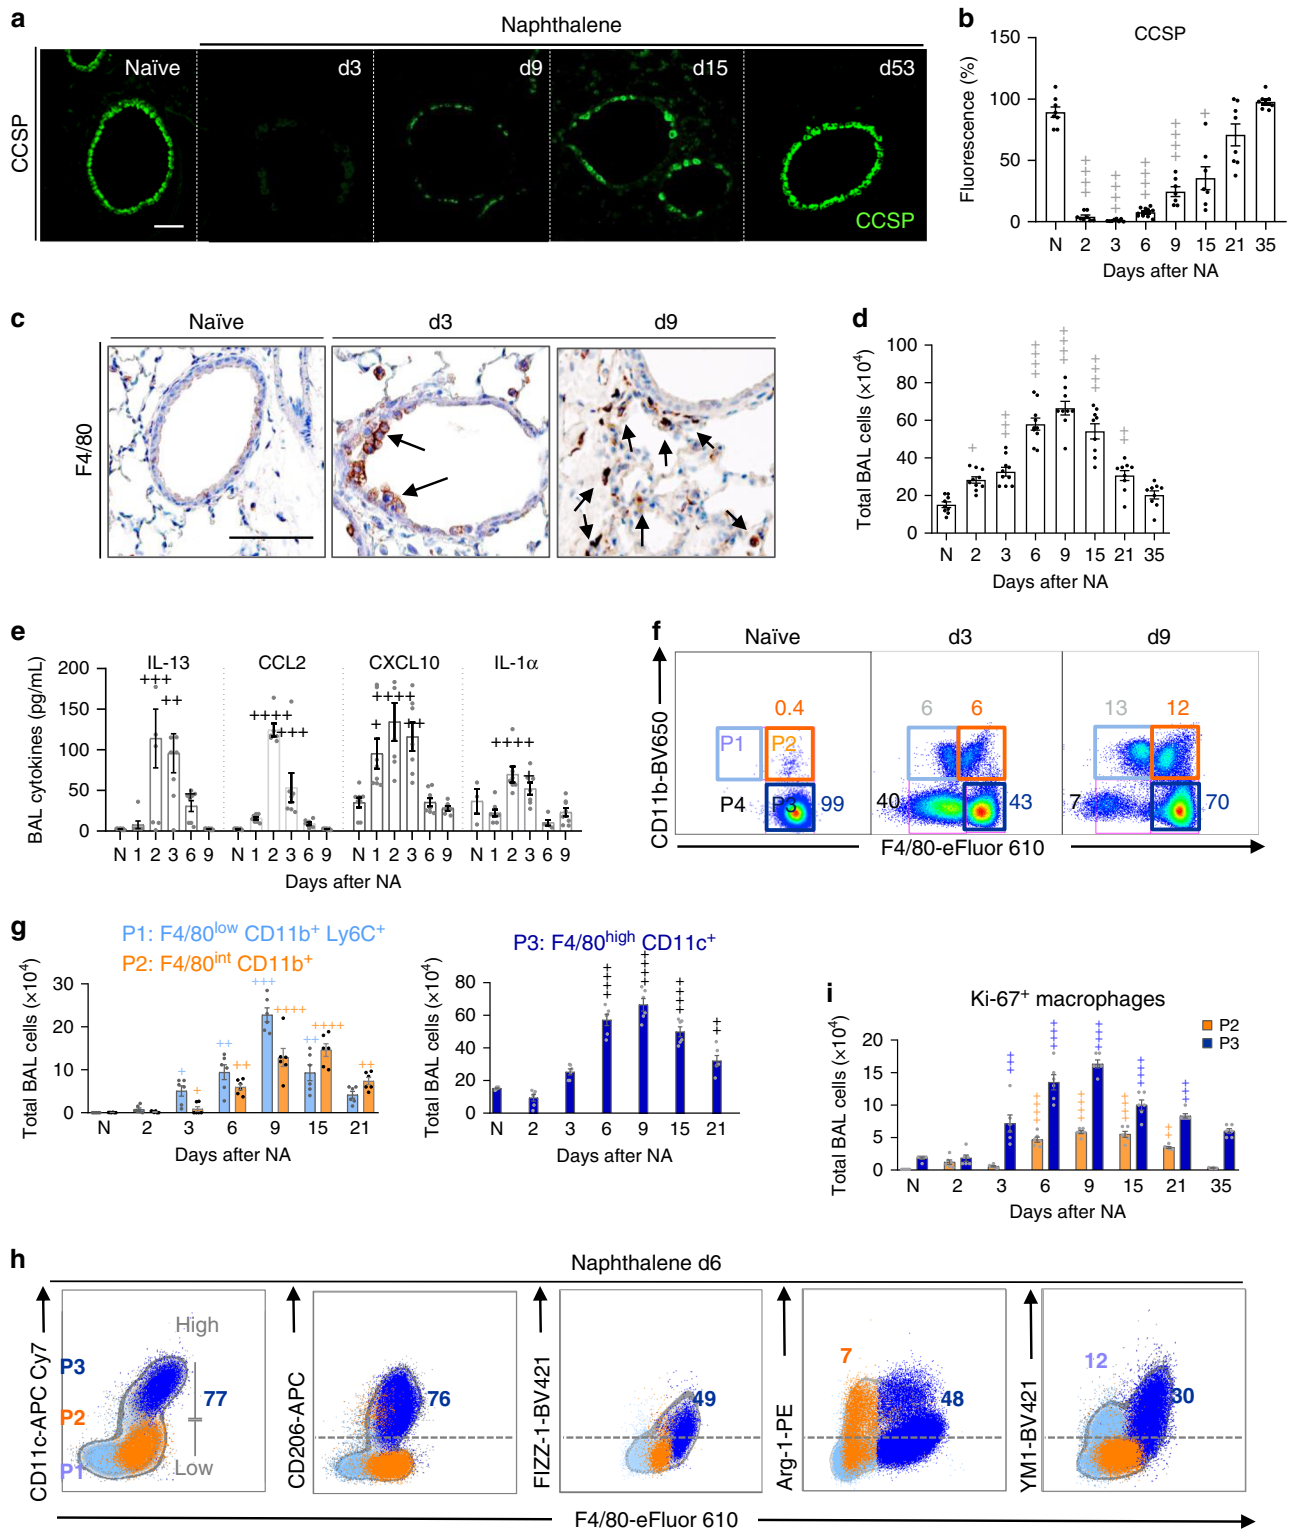 a
Naphthalene
CCSP
Naïve
d3
d9
d15
d53
CCSP
b
CCSP
Fluorescence (%)
150
100
50
0
N 2 3 6 9 15 21 35
Days after NA
c
Naïve
d3
d9
F4/80
d
Total BAL cells (×10⁴)
100
80
60
40
20
0
N 2 3 6 9 15 21 35
Days after NA
e
BAL cytokines (pg/mL)
200
150
100
50
0
IL-13
CCL2
CXCL10
IL-1α
+++
++
++++
+++
+
++++
++
++++
N 1 2 3 6 9 N 1 2 3 6 9 N 1 2 3 6 9 N 1 2 3 6 9
Days after NA
f
Naïve
d3
d9
CD11b-BV650
0.4
P1
P2
P4
P3
99
6
6
40
43
13
12
7
70
F4/80-eFluor 610
g
P1: F4/80low CD11b+ Ly6C+
P2: F4/80int CD11b+
Total BAL cells (×10⁴)
30
20
10
0
N 2 3 6 9 15 21
Days after NA
P3: F4/80high CD11c+
Total BAL cells (×10⁴)
80
60
40
20
0
N 2 3 6 9 15 21
Days after NA
i
Ki-67+ macrophages
P2
P3
Total BAL cells (×10⁴)
20
15
10
5
0
N 2 3 6 9 15 21 35
Days after NA
h
Naphthalene d6
CD11c-APC Cy7
P3
P2
P1
High
77
Low
CD206-APC
76
FIZZ-1-BV421
49
Arg-1-PE
7
48
YM1-BV421
12
30
F4/80-eFluor 610